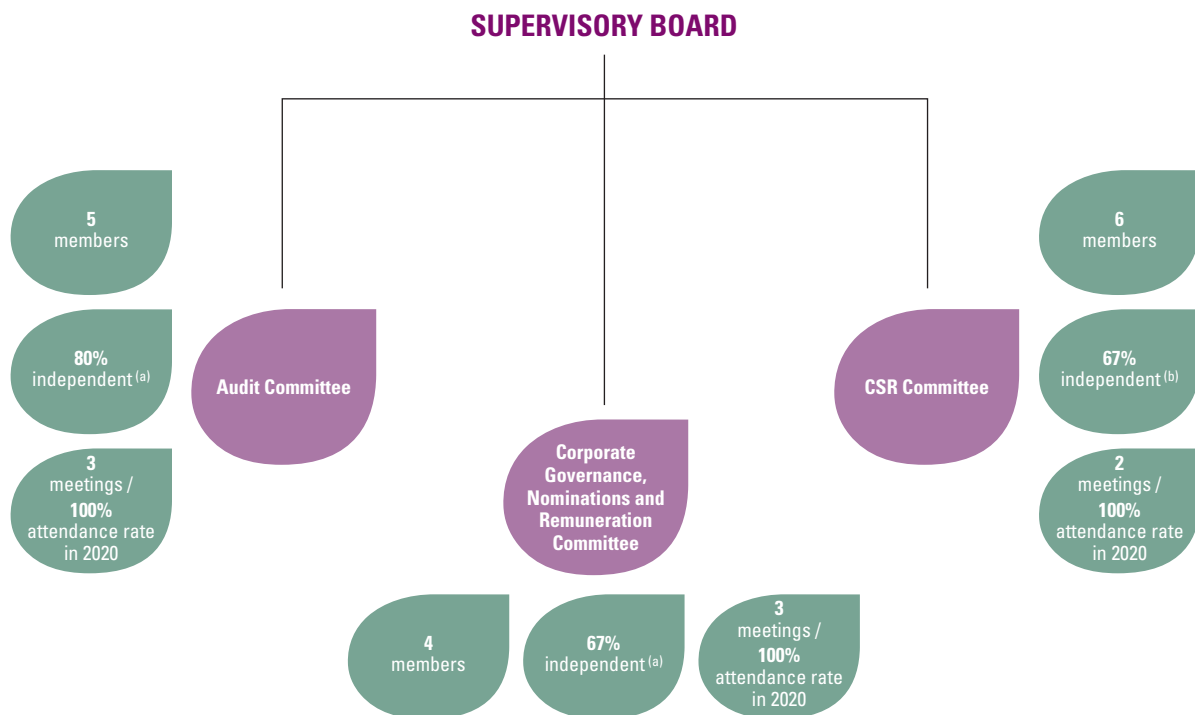 SUPERVISORY BOARD
5
members
80%
independent (a)
3
meetings /
100%
attendance rate
in 2020
Audit Committee
Corporate
Governance,
Nominations and
Remuneration
Committee
4
members
67%
independent (a)
3
meetings /
100%
attendance rate
in 2020
CSR Committee
6
members
67%
independent (b)
2
meetings /
100%
attendance rate
in 2020